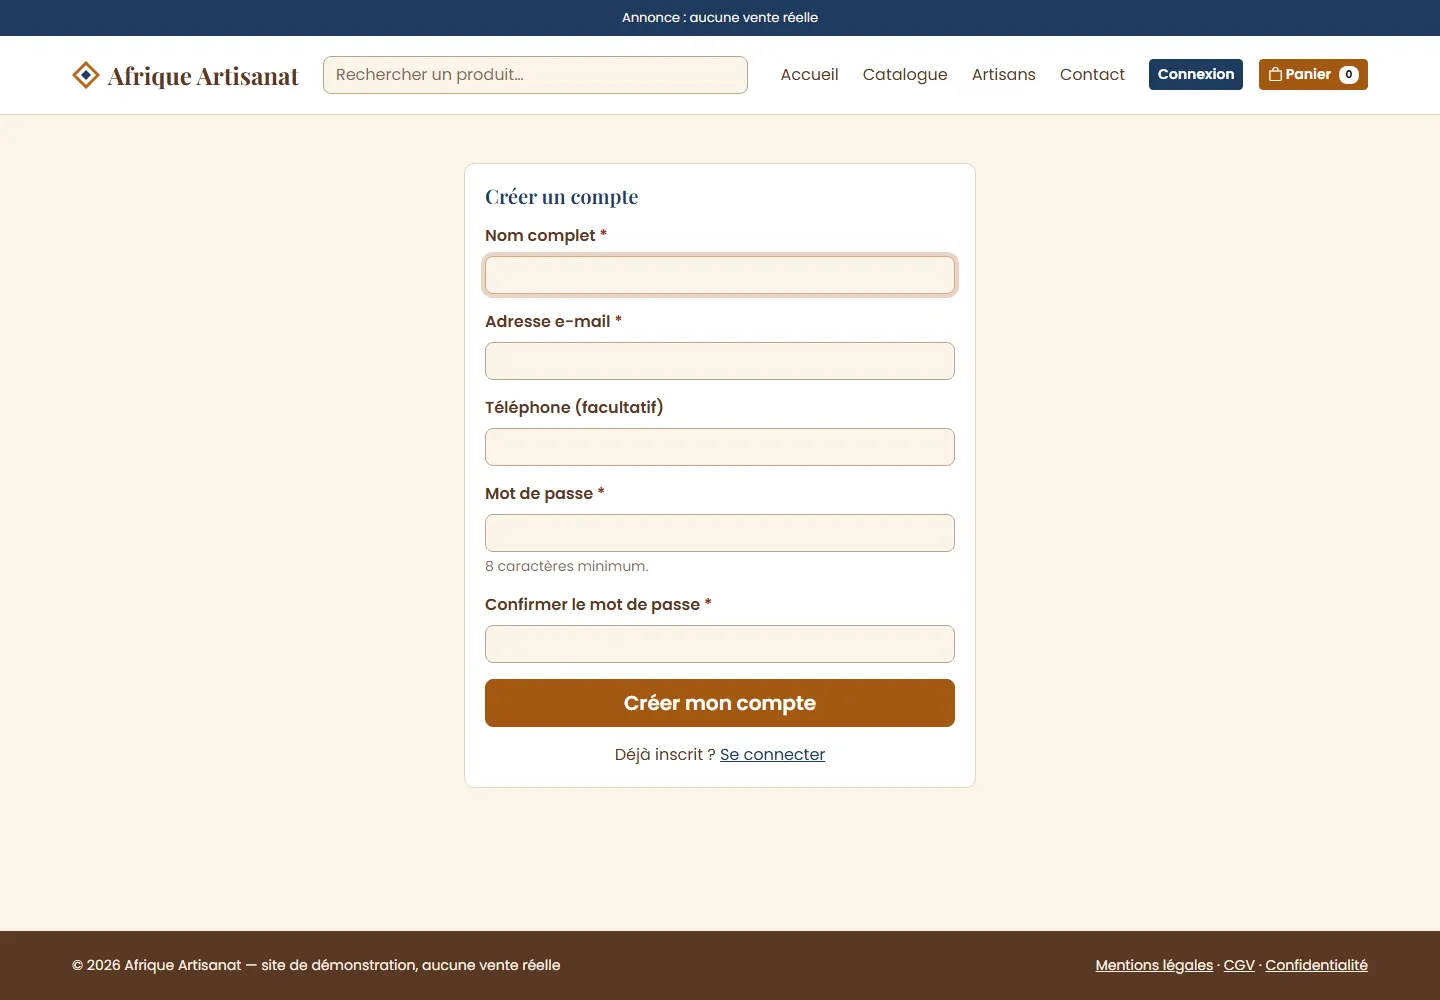 Annonce : aucune vente réelle
Afrique Artisanat
Rechercher un produit...
Accueil
Catalogue
Artisans
Contact
Connexion
Panier 0
Créer un compte
Nom complet *
Adresse e-mail *
Téléphone (facultatif)
Mot de passe *
8 caractères minimum.
Confirmer le mot de passe *
Créer mon compte
Déjà inscrit ? Se connecter
© 2026 Afrique Artisanat — site de démonstration, aucune vente réelle
Mentions légales · CGV · Confidentialité